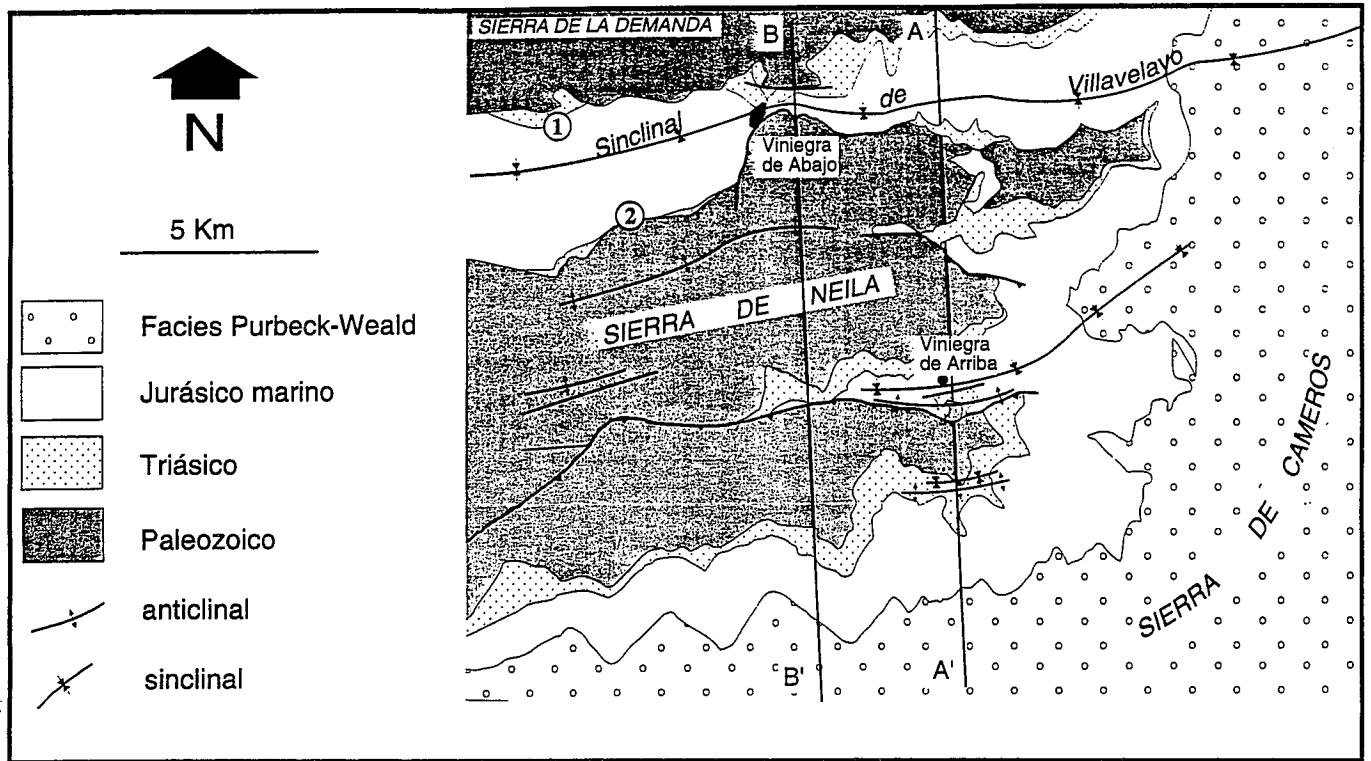 N
5 Km
Facies Purbeck-Weald
Jurásico marino
Triásico
Paleozoico
anticlinal
sinclinal
SIERRA DE LA DEMANDA
B
A
1
Sinclinal de Villavelayo
Viniegra
de Abajo
2
SIERRA DE NEILA
Viniegra
de Arriba
SIERRA DE CAMEROS
B'
A'